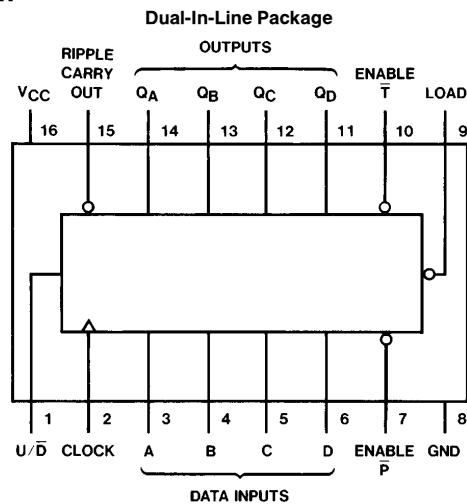 Dual-In-Line Package
OUTPUTS
RIPPLE
CARRY
OUT
VCC
QA QB QC QD
ENABLE
T̅
LOAD
16 15 14 13 12 11 10 9
1 2 3 4 5 6 7 8
U/D̅ CLOCK A B C D ENABLE GND
P̅
DATA INPUTS